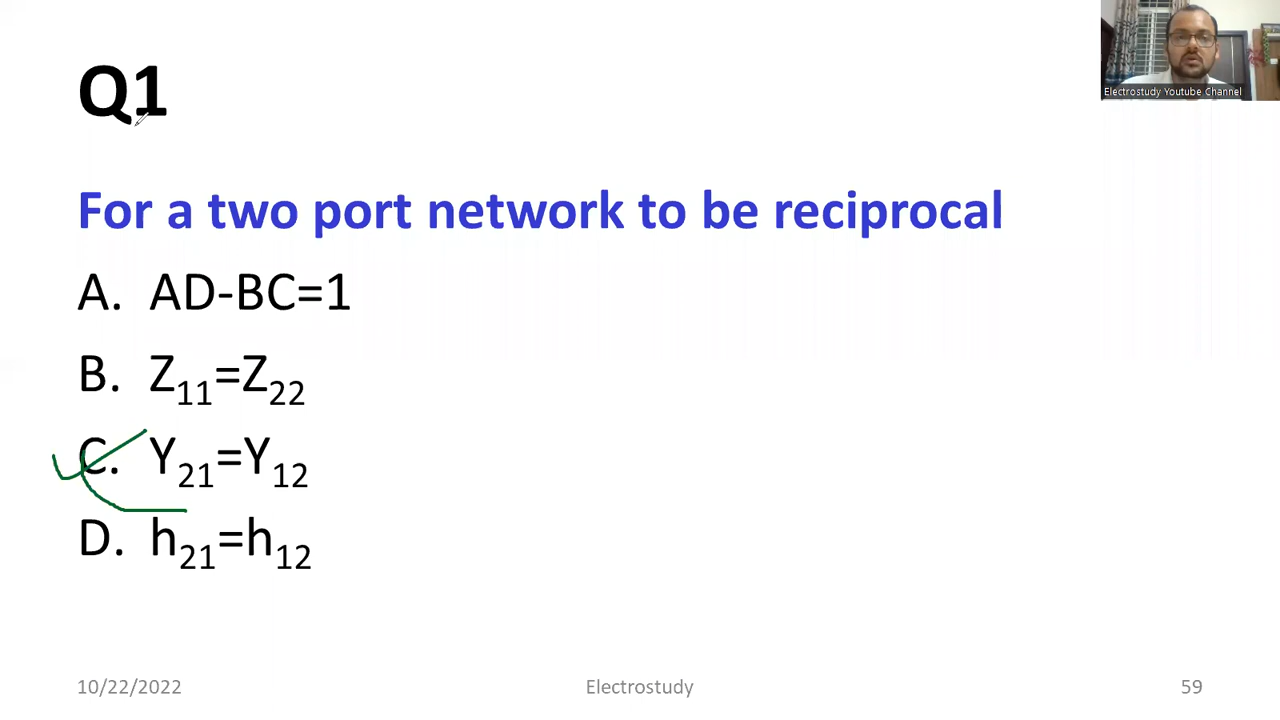 Q1
Electrostudy Youtube Channel
For a two port network to be reciprocal
A. AD-BC=1
B. Z₁₁=Z₂₂
C. Y₂₁=Y₁₂
D. h₂₁=h₁₂
10/22/2022 Electrostudy 59